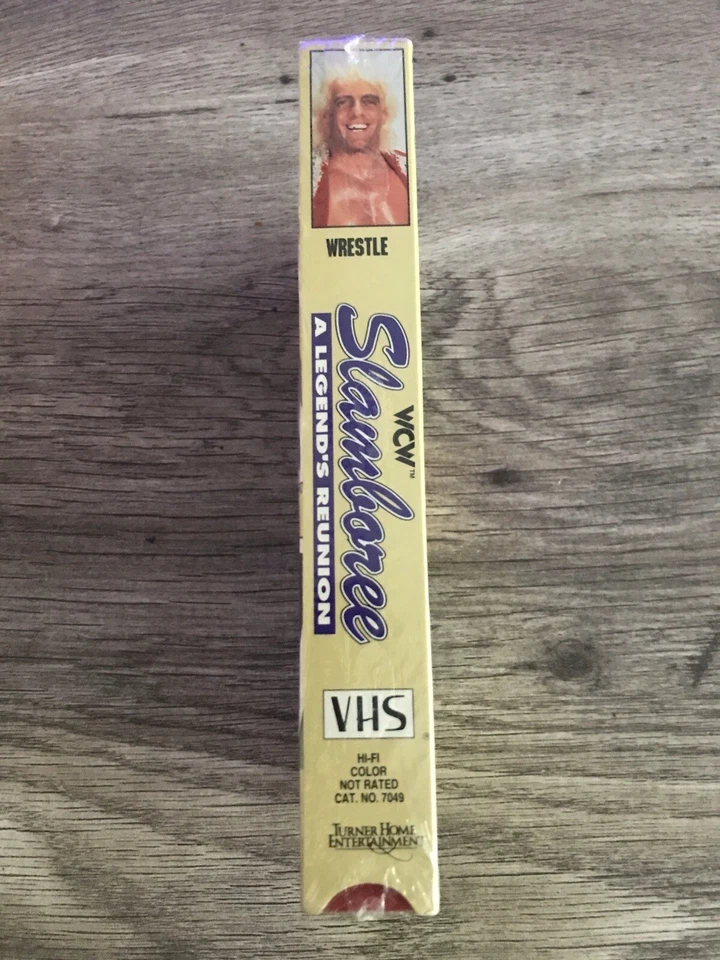 WRESTLE
WCW™
Slamboree
A LEGEND'S REUNION
VHS
HI-FI
COLOR
NOT RATED
CAT. NO. 7049
TURNER HOME
ENTERTAINMENT